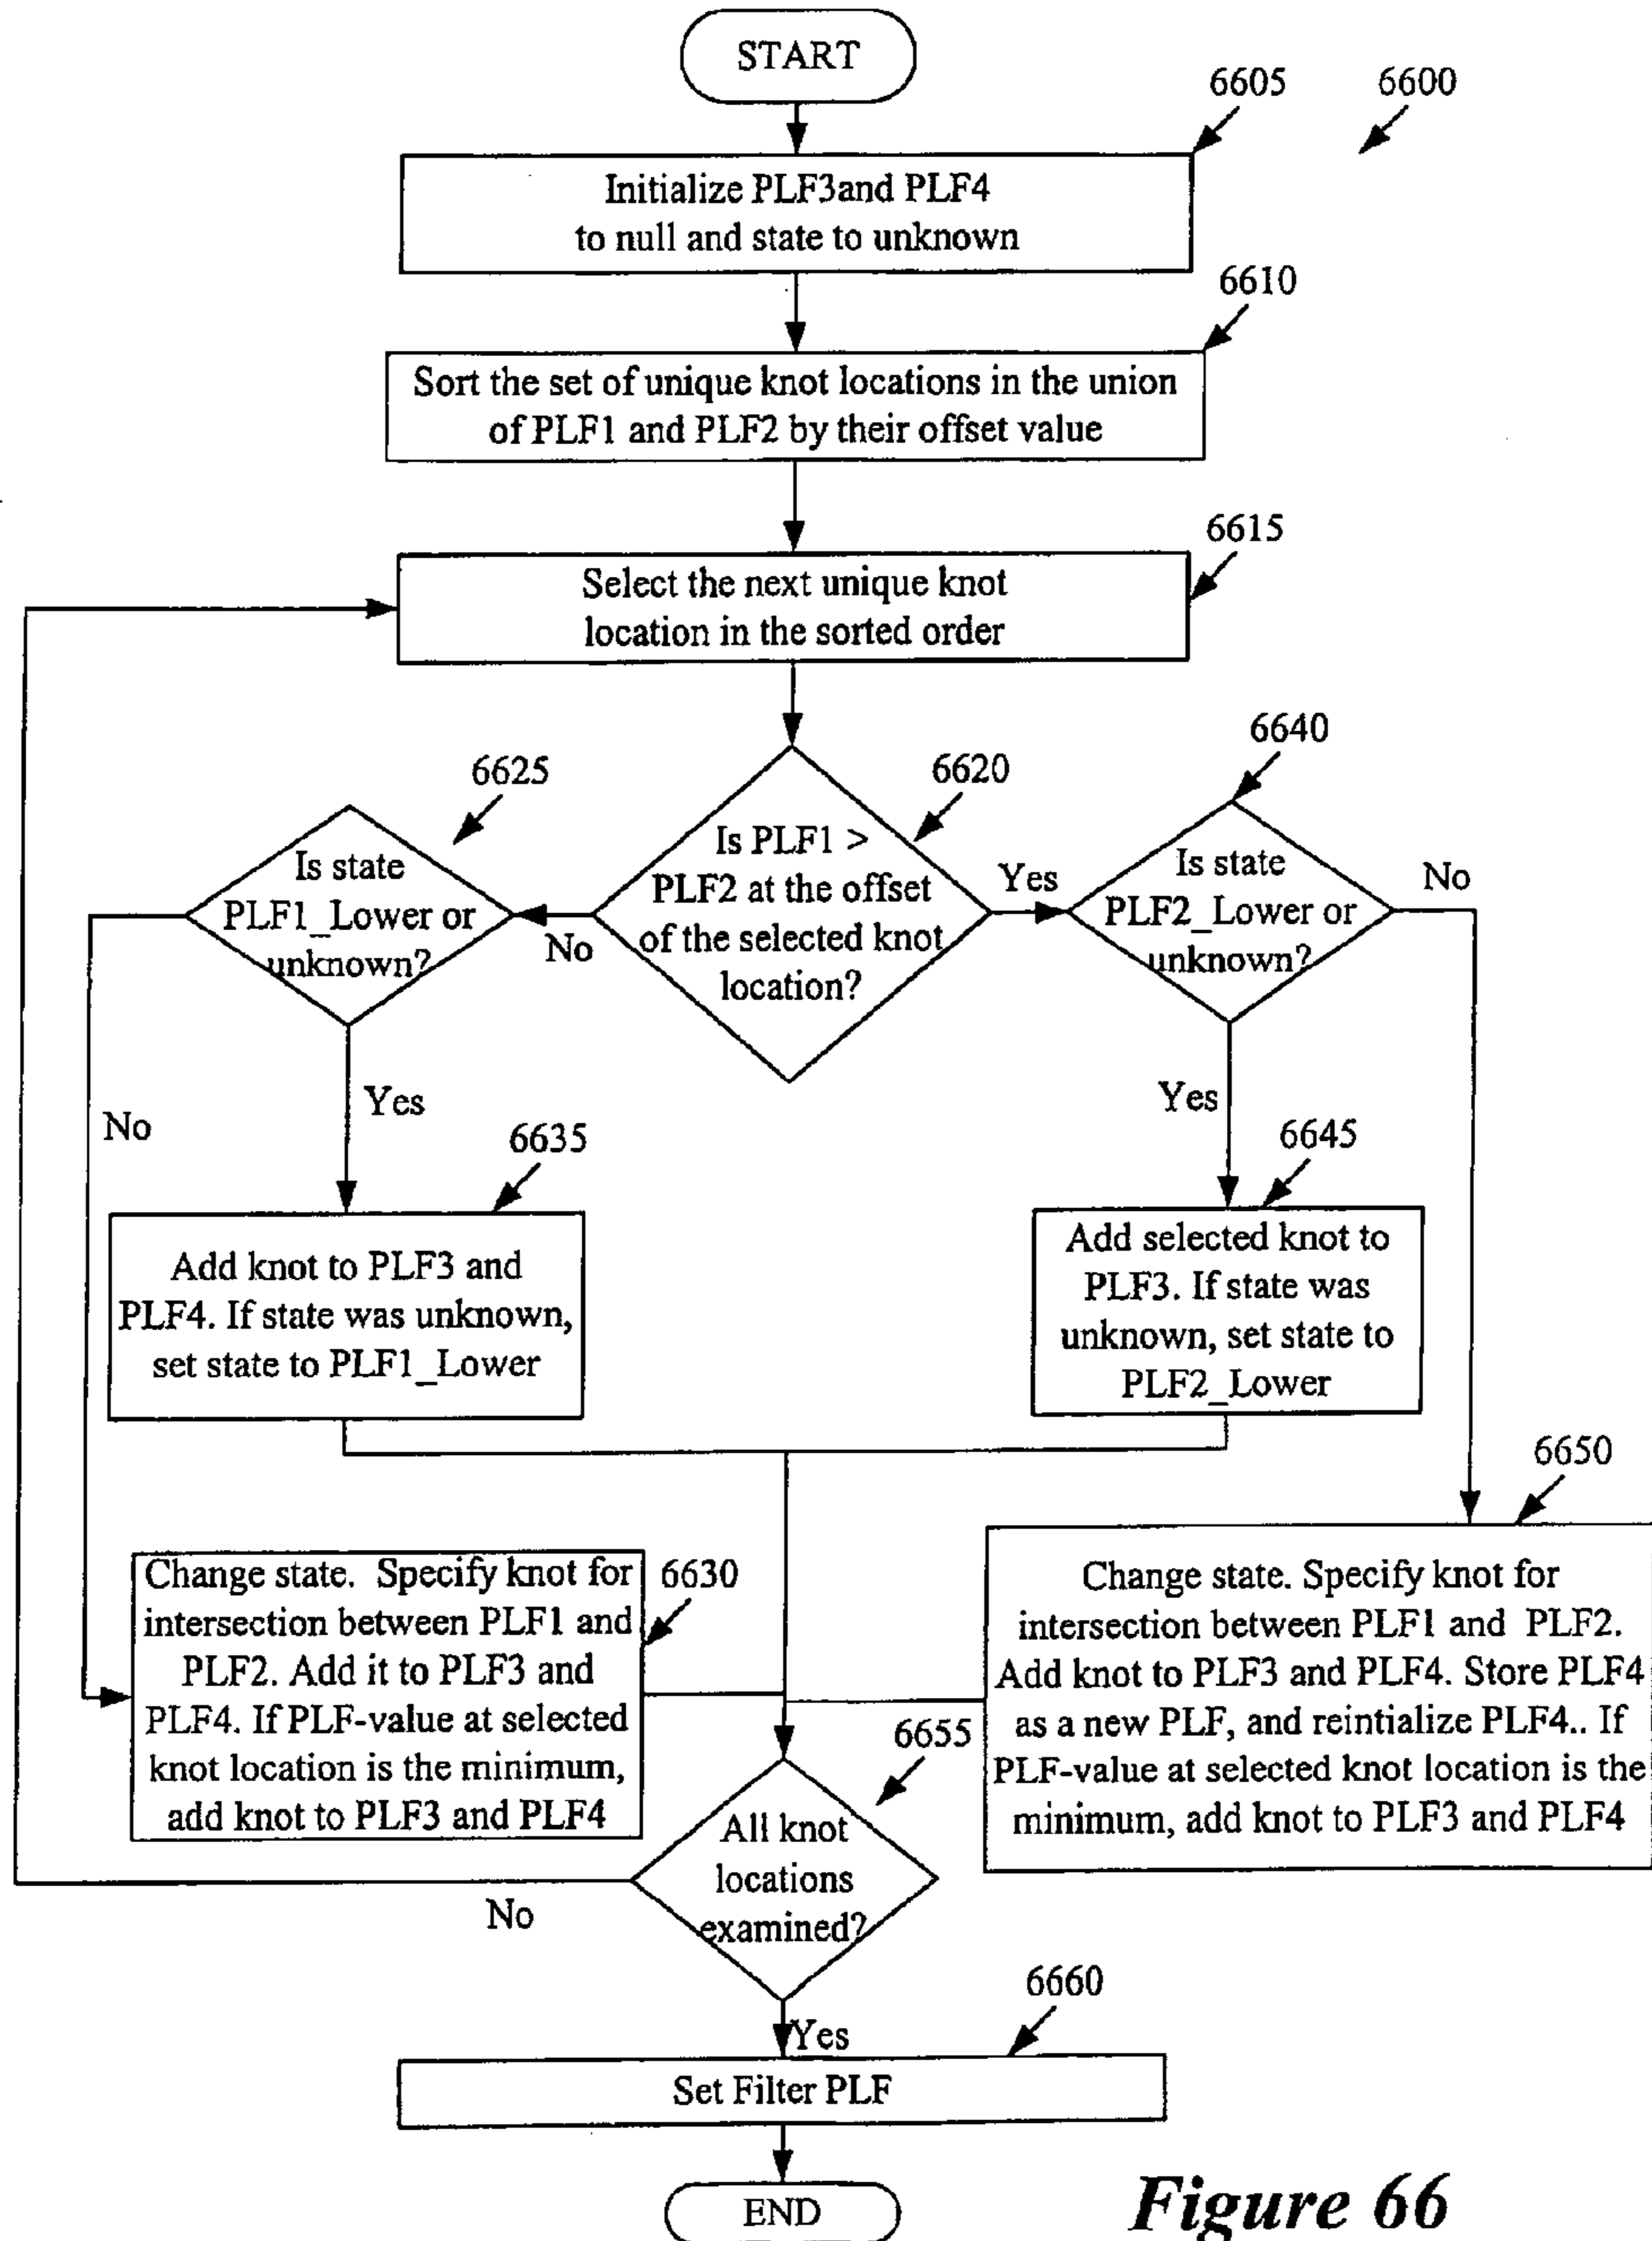 START
6605
6600
Initialize PLF3and PLF4
to null and state to unknown
6610
Sort the set of unique knot locations in the union
of PLF1 and PLF2 by their offset value
6615
Select the next unique knot
location in the sorted order
6640
6625
6620
Is state
PLF1_Lower or
unknown?
No
Is PLF1 >
PLF2 at the offset
of the selected knot
location?
Yes
Is state
PLF2_Lower or
unknown?
No
No
Yes
Yes
6635
6645
Add knot to PLF3 and
PLF4. If state was unknown,
set state to PLF1_Lower
Add selected knot to
PLF3. If state was
unknown, set state to
PLF2_Lower
6650
Change state. Specify knot for
intersection between PLF1 and
PLF2. Add it to PLF3 and
PLF4. If PLF-value at selected
knot location is the minimum,
add knot to PLF3 and PLF4
6630
Change state. Specify knot for
intersection between PLF1 and PLF2.
Add knot to PLF3 and PLF4. Store PLF4
as a new PLF, and reintialize PLF4.. If
PLF-value at selected knot location is the
minimum, add knot to PLF3 and PLF4
6655
All knot
locations
examined?
No
6660
Yes
Set Filter PLF
END
Figure 66